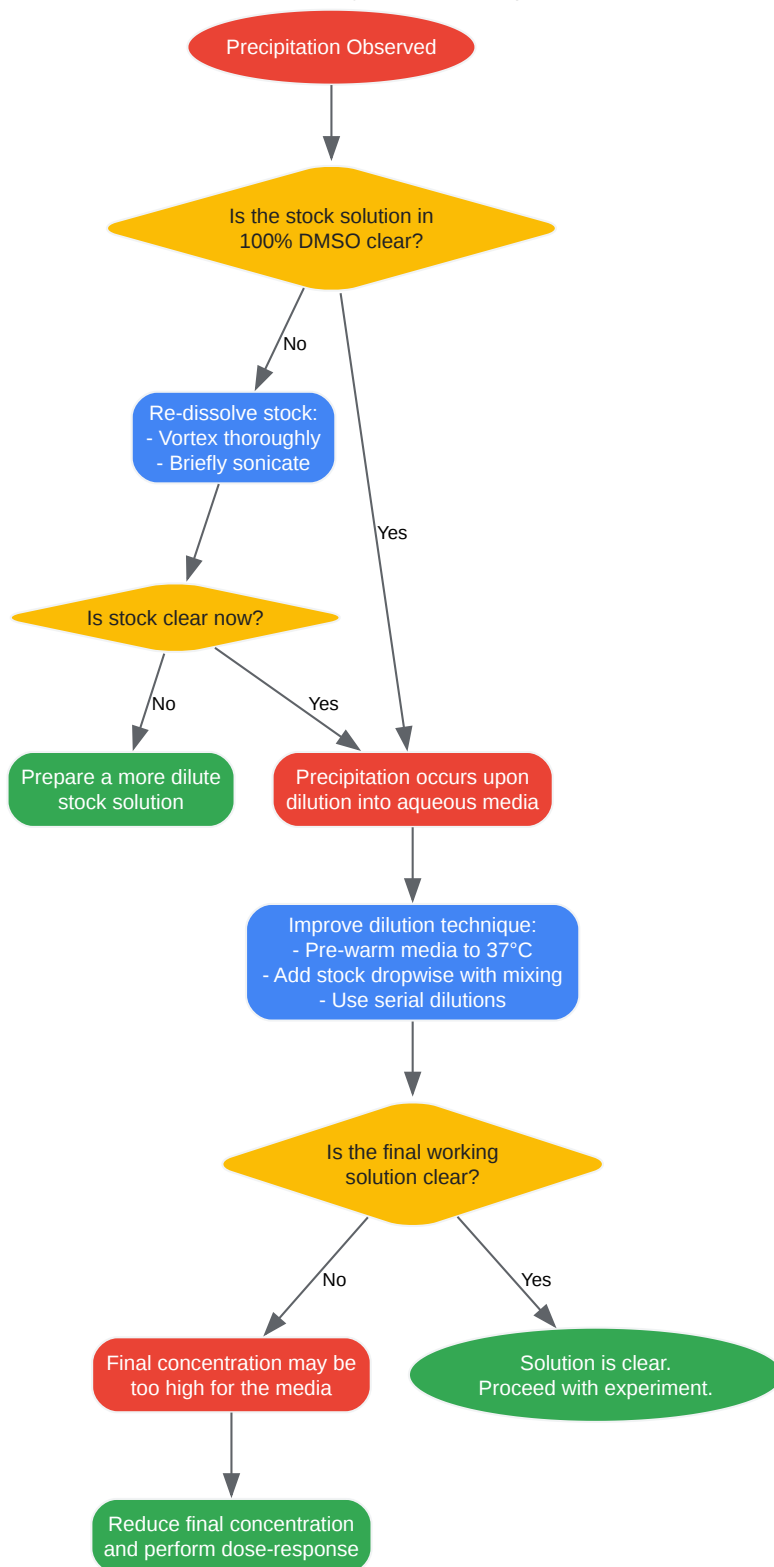 Precipitation Observed
Is the stock solution in
100% DMSO clear?
No
Re-dissolve stock:
- Vortex thoroughly
- Briefly sonicate
Yes
Is stock clear now?
No
Yes
Prepare a more dilute
stock solution
Precipitation occurs upon
dilution into aqueous media
Improve dilution technique:
- Pre-warm media to 37°C
- Add stock dropwise with mixing
- Use serial dilutions
Is the final working
solution clear?
No
Yes
Final concentration may be
too high for the media
Solution is clear.
Proceed with experiment.
Reduce final concentration
and perform dose-response